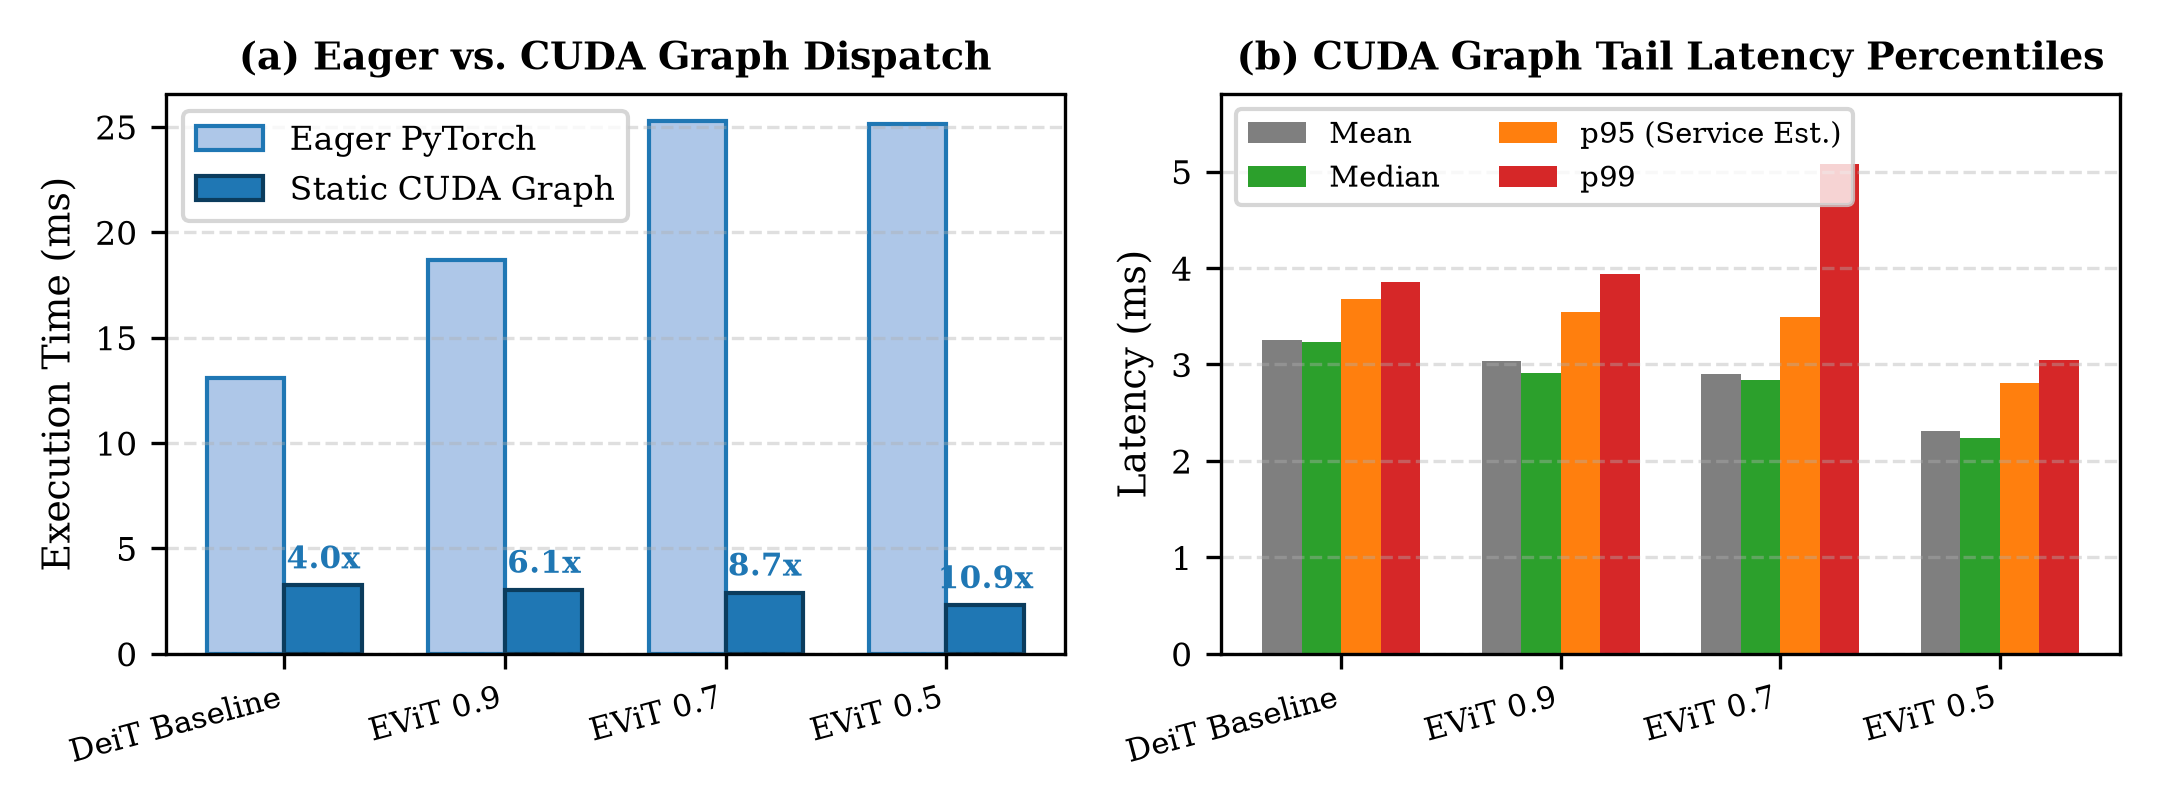 (a) Eager vs. CUDA Graph Dispatch
Eager PyTorch
Static CUDA Graph
Execution Time (ms)
25
20
15
10
5
0
4.0x
6.1x
8.7x
10.9x
DeiT Baseline
EViT 0.9
EViT 0.7
EViT 0.5
(b) CUDA Graph Tail Latency Percentiles
Mean
Median
p95 (Service Est.)
p99
Latency (ms)
5
4
3
2
1
0
DeiT Baseline
EViT 0.9
EViT 0.7
EViT 0.5